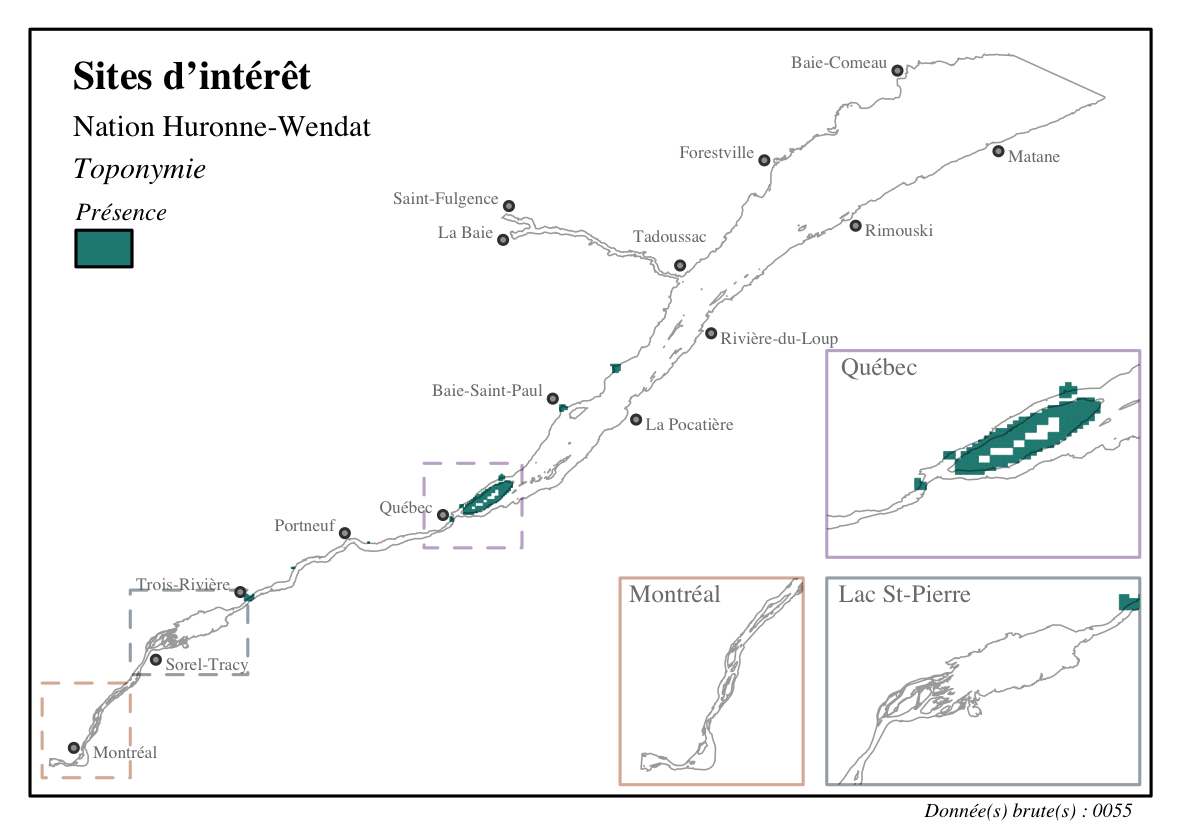 Sites d’intérêt
Nation Huronne-Wendat
Toponymie
Présence
Baie-Comeau
Forestville
Matane
Saint-Fulgence
La Baie
Tadoussac
Rimouski
Rivière-du-Loup
Baie-Saint-Paul
La Pocatière
Québec
Portneuf
Trois-Rivière
Sorel-Tracy
Montréal
Québec
Montréal
Lac St-Pierre
Donnée(s) brute(s) : 0055